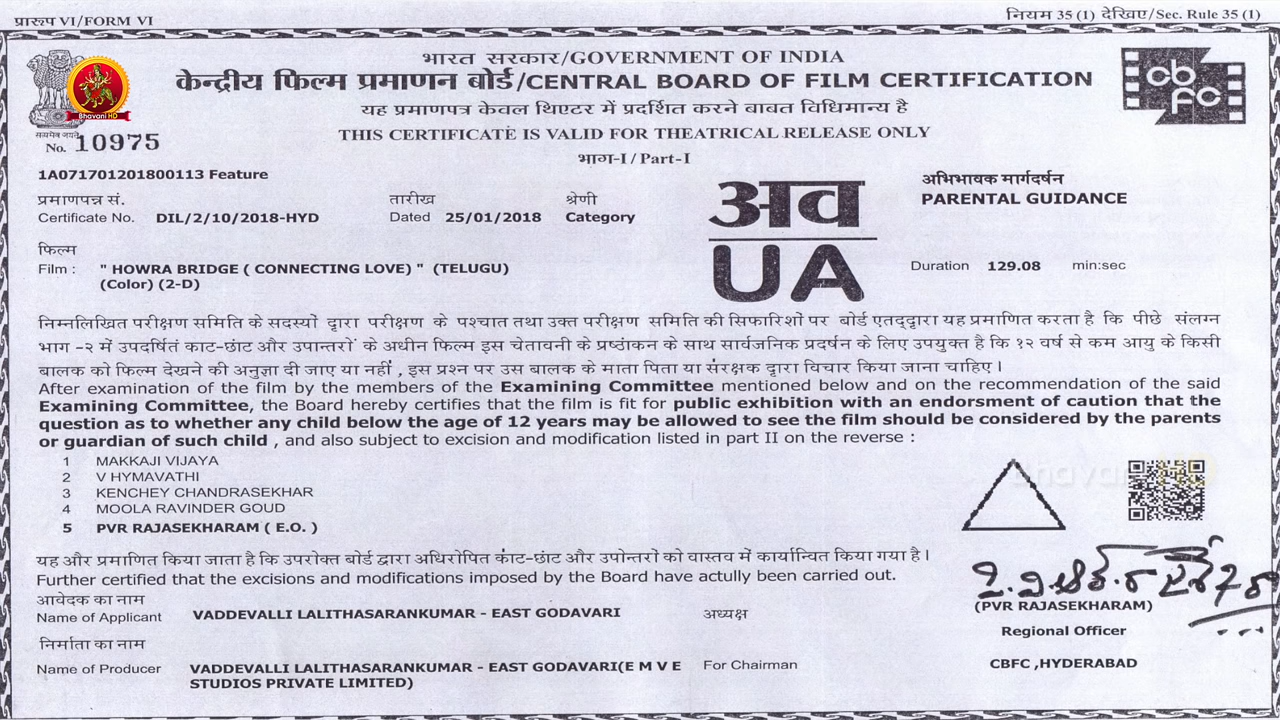 प्रारूप VI/FORM VI
नियम 35 (1) देखिए/Sec. Rule 35 (1)
भारत सरकार/GOVERNMENT OF INDIA
केन्द्रीय फिल्म प्रमाणन बोर्ड/CENTRAL BOARD OF FILM CERTIFICATION
यह प्रमाणपत्र केवल थिएटर में प्रदर्शित करने बाबत विधिमान्य है
THIS CERTIFICATE IS VALID FOR THEATRICAL RELEASE ONLY
भाग-I / Part-I
Bhavani HD
सत्यमेव जयते
No. 10975
cbfc
1A071701201800113 Feature
प्रमाणपत्र सं. तारीख श्रेणी
Certificate No. DIL/2/10/2018-HYD Dated 25/01/2018 Category
अव
UA
अभिभाषक मार्गदर्षन
PARENTAL GUIDANCE
फिल्म
Film : " HOWRA BRIDGE ( CONNECTING LOVE) " (TELUGU)
(Color) (2-D)
Duration 129.08 min:sec
निम्नलिखित परीक्षण समिति के सदस्यों द्वारा परीक्षण के पश्चात तथा उक्त परीक्षण समिति की सिफारिशों पर बोर्ड एतद्द्वारा यह प्रमाणित करता है कि पीछे संलग्न
भाग -२ में उपदर्षित काट-छांट और उपान्तरों के अधीन फिल्म इस चेतावनी के प्रष्ठांकन के साथ सार्वजनिक प्रदर्षन के लिए उपयुक्त है कि १२ वर्ष से कम आयु के किसी
बालक को फिल्म देखने की अनुज्ञा दी जाए या नहीं , इस प्रश्न पर उस बालक के माता पिता या संरक्षक द्वारा विचार किया जाना चाहिए ।
After examination of the film by the members of the Examining Committee mentioned below and on the recommendation of the said
Examining Committee, the Board hereby certifies that the film is fit for public exhibition with an endorsment of caution that the
question as to whether any child below the age of 12 years may be allowed to see the film should be considered by the parents
or guardian of such child , and also subject to excision and modification listed in part II on the reverse :
1 MAKKAJI VIJAYA
2 V HYMAVATHI
3 KENCHEY CHANDRASEKHAR
4 MOOLA RAVINDER GOUD
5 PVR RAJASEKHARAM ( E.O. )
Bhavani HD
यह और प्रमाणित किया जाता है कि उपरोक्त बोर्ड द्वारा अधिरोपित काट-छांट और उपोन्तरों को वास्तव में कार्यान्वित किया गया है ।
Further certified that the excisions and modifications imposed by the Board have actully been carried out.
आवेदक का नाम
Name of Applicant VADDEVALLI LALITHASARANKUMAR - EAST GODAVARI अध्यक्ष
(PVR RAJASEKHARAM)
Regional Officer
निर्माता का नाम
Name of Producer VADDEVALLI LALITHASARANKUMAR - EAST GODAVARI(E M V E
STUDIOS PRIVATE LIMITED)
For Chairman
CBFC ,HYDERABAD